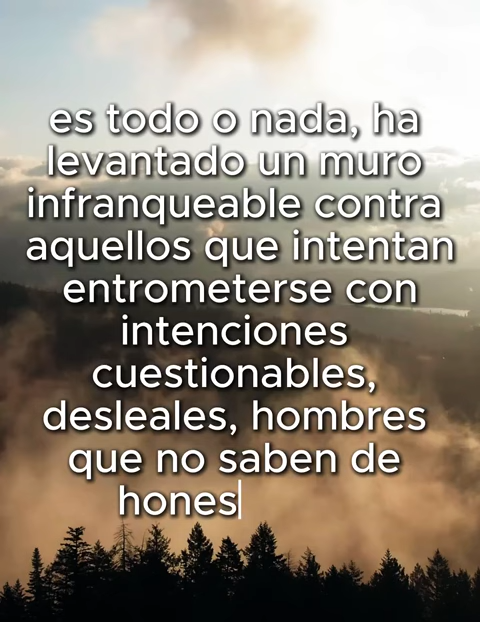 es todo o nada, ha
levantado un muro
infranqueable contra
aquellos que intentan
entrometerse con
intenciones
cuestionables,
desleales, hombres
que no saben de
hones